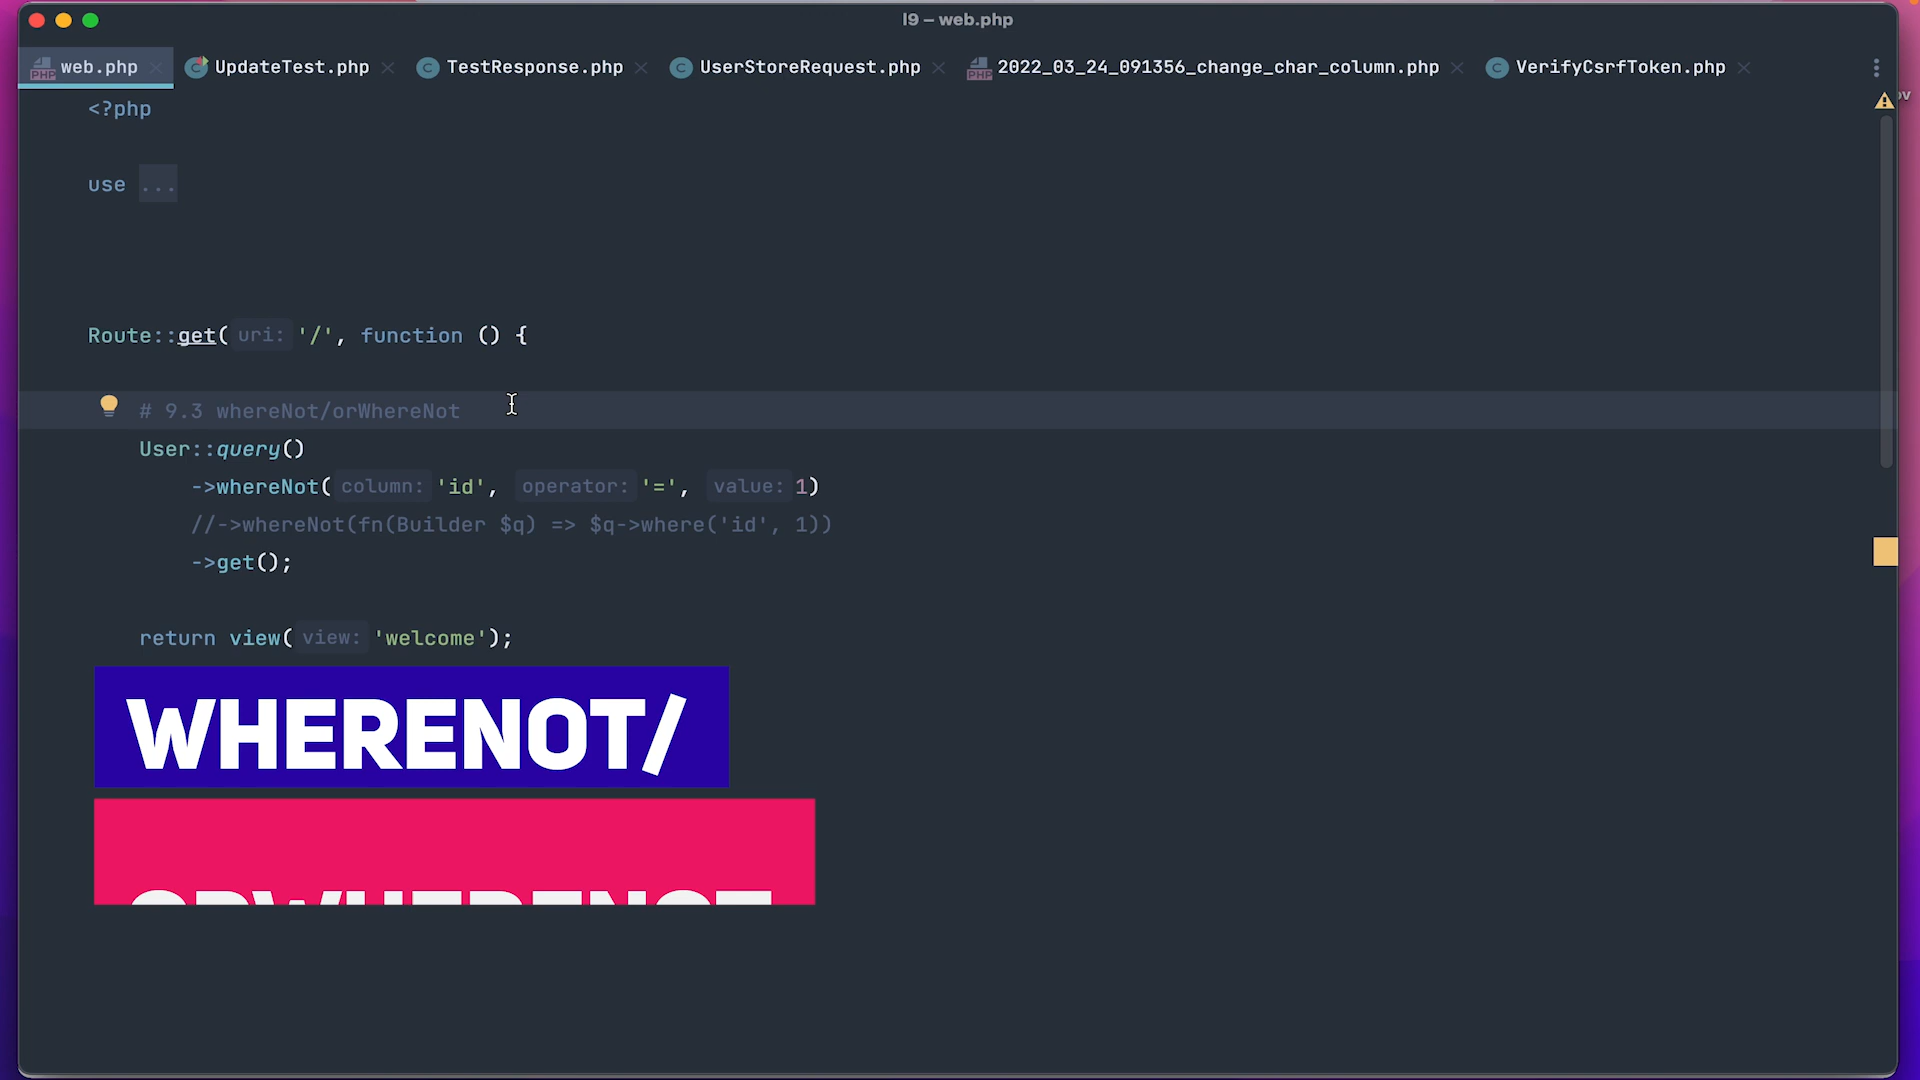 l9 – web.php
web.php UpdateTest.php TestResponse.php UserStoreRequest.php 2022_03_24_091356_change_char_column.php VerifyCsrfToken.php
<?php
use ...
Route::get( uri: '/', function () {
# 9.3 whereNot/orWhereNot
User::query()
->whereNot( column: 'id', operator: '=', value: 1)
//->whereNot(fn(Builder $q) => $q->where('id', 1))
->get();
return view( view: 'welcome');
WHERENOT/
ORWHERENOT